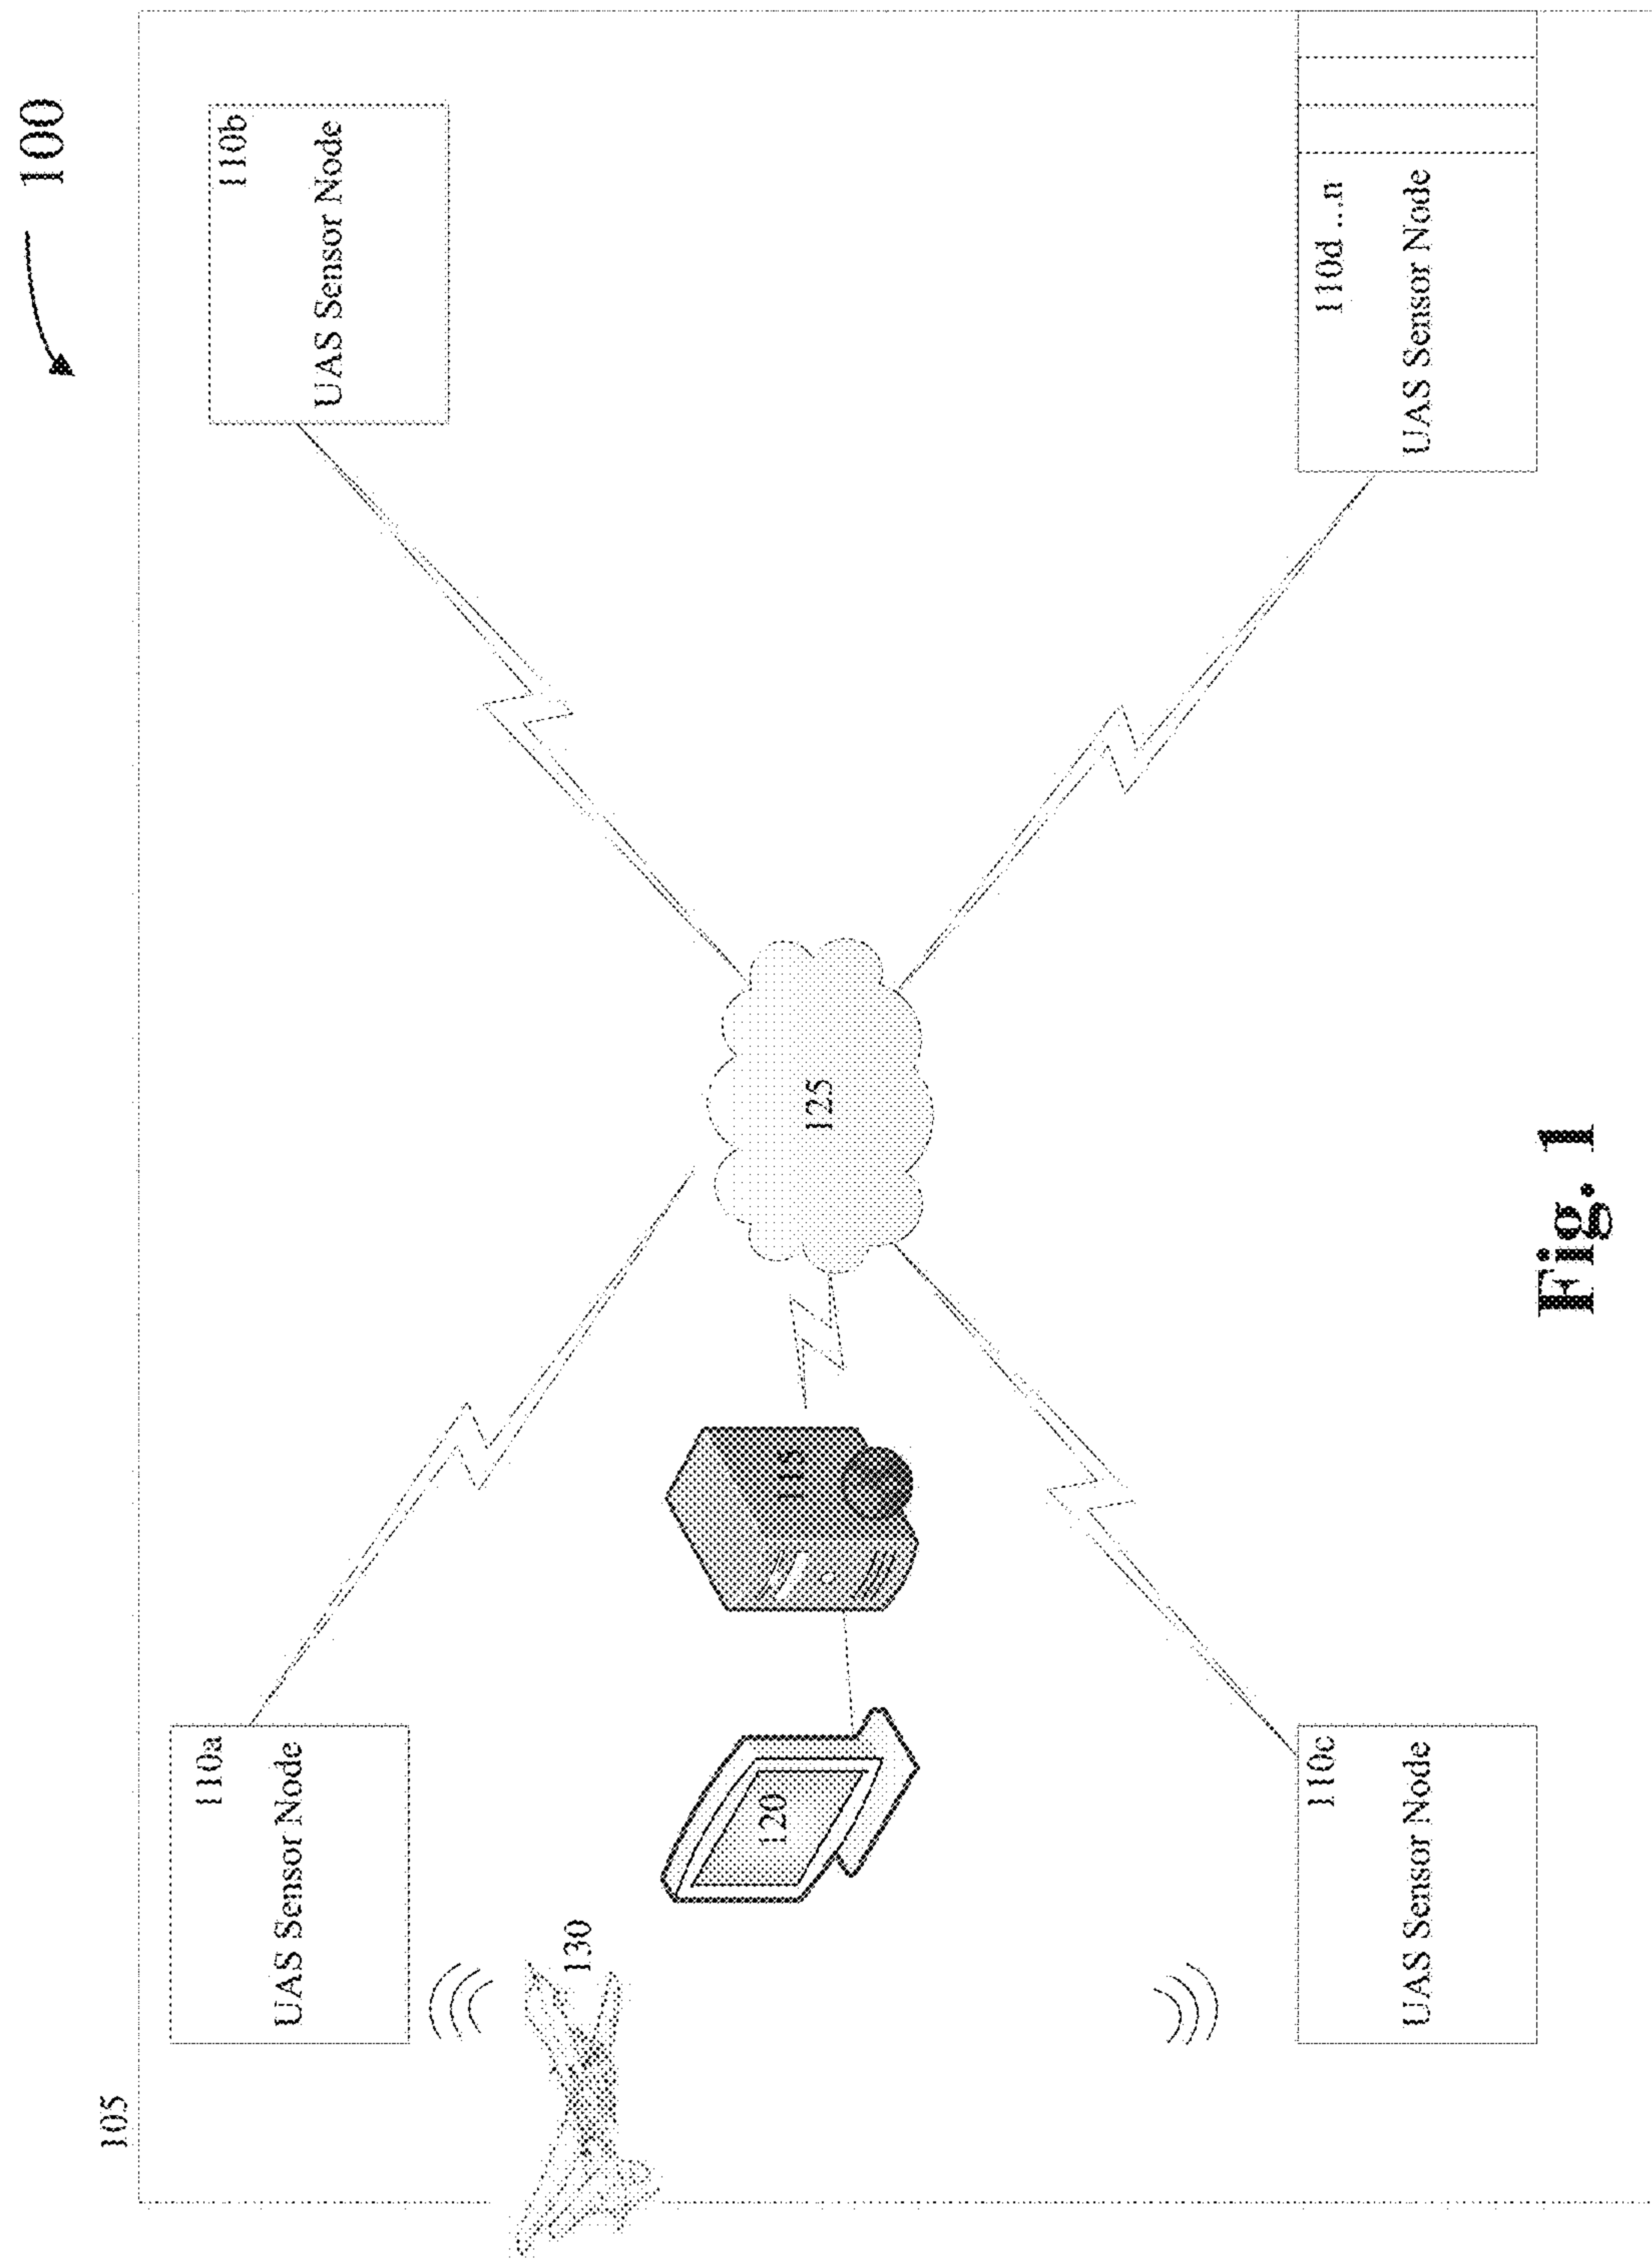 100
105
110a
UAS Sensor Node
110b
UAS Sensor Node
130
120
125
110c
UAS Sensor Node
110d ...n
UAS Sensor Node
Fig. 1